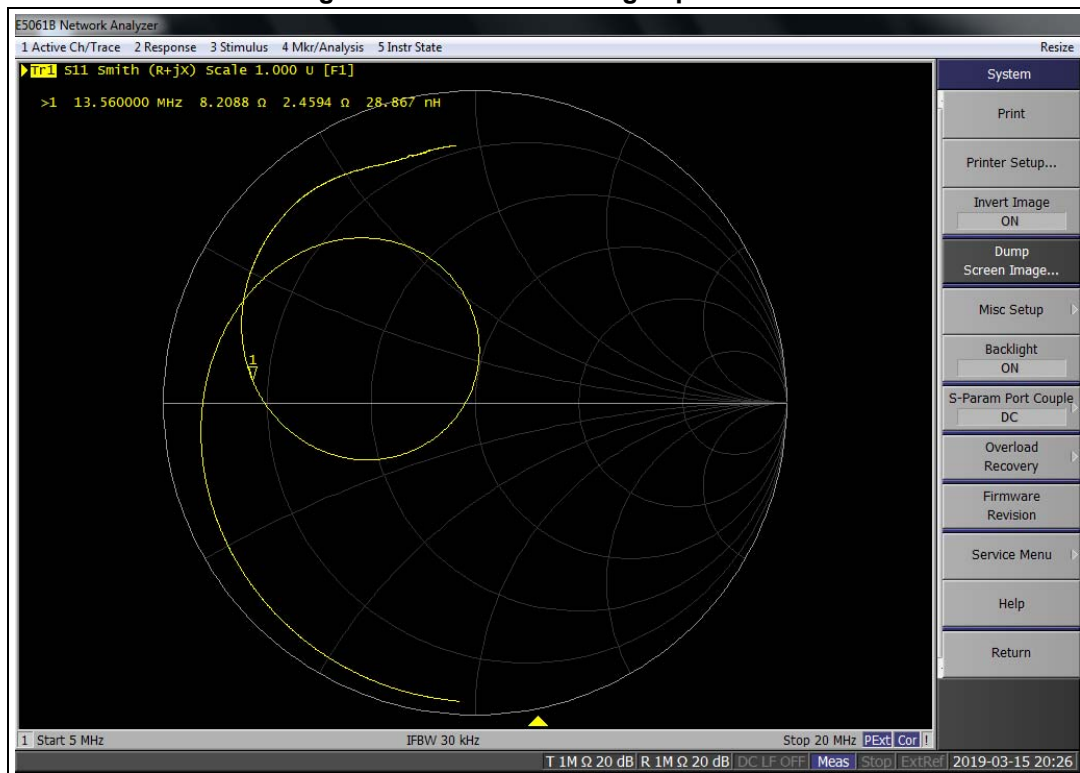 E5061B Network Analyzer
1 Active Ch/Trace 2 Response 3 Stimulus 4 Mkr/Analysis 5 Instr State Resize
Tr1 S11 Smith (R+jX) Scale 1.000 U [F1]
>1 13.560000 MHz 8.2088 Ω 2.4594 Ω 28.867 nH
1
System
Print
Printer Setup...
Invert Image
ON
Dump
Screen Image...
Misc Setup
Backlight
ON
S-Param Port Couple
DC
Overload
Recovery
Firmware
Revision
Service Menu
Help
Return
1 Start 5 MHz IFBW 30 kHz Stop 20 MHz PExt Cor !
T 1M Ω 20 dB R 1M Ω 20 dB DC LF OFF Meas Stop ExtRef 2019-03-15 20:26